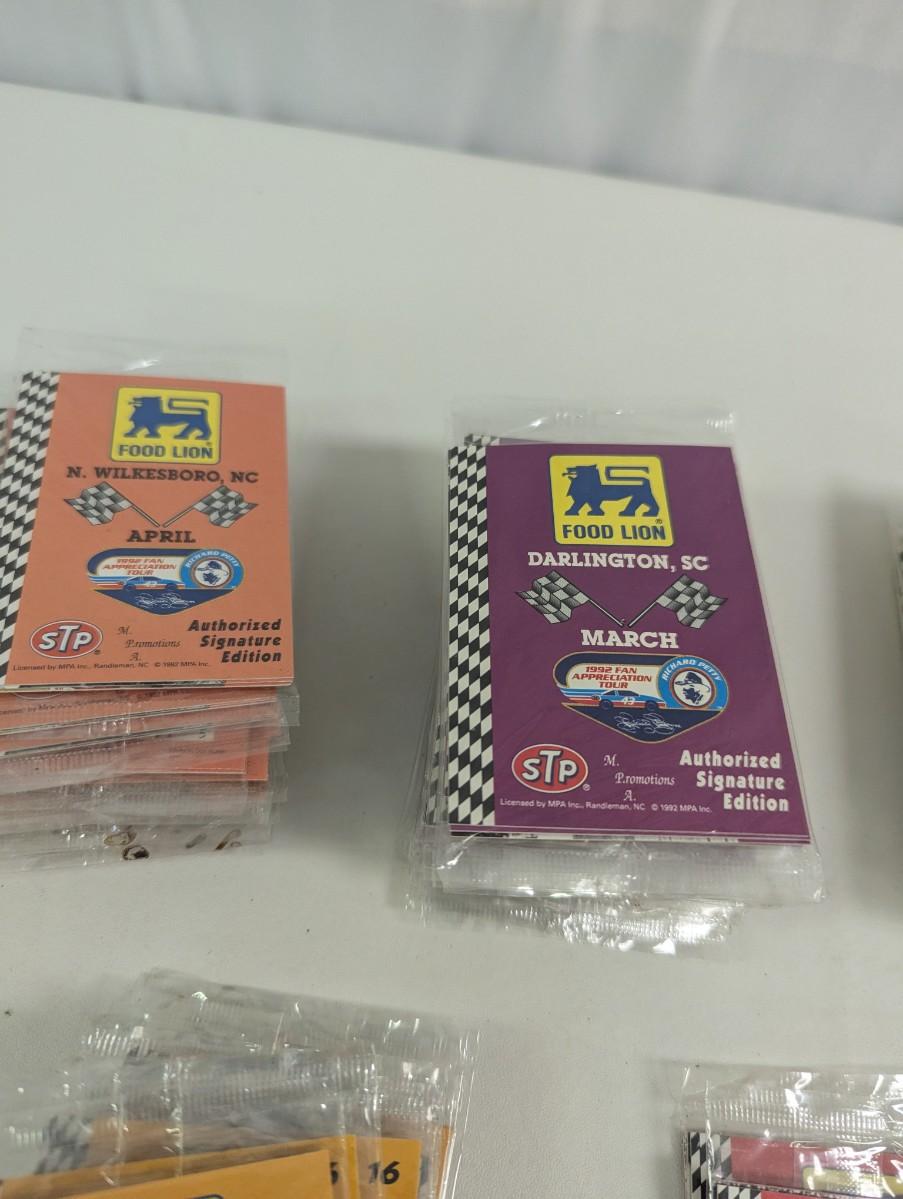 FOOD LION
N. WILKESBORO, NC
APRIL
1992 FAN
APPRECIATION
TOUR
RICHARD PETTY
STP
M.
P.romotions
A.
Authorized
Signature
Edition
Licensed by MPA Inc., Randleman, NC © 1992 MPA Inc.
FOOD LION
DARLINGTON, SC
MARCH
1992 FAN
APPRECIATION
TOUR
43
RICHARD PETTY
STP
M.
P.romotions
A.
Authorized
Signature
Edition
Licensed by MPA Inc., Randleman, NC © 1992 MPA Inc.
16